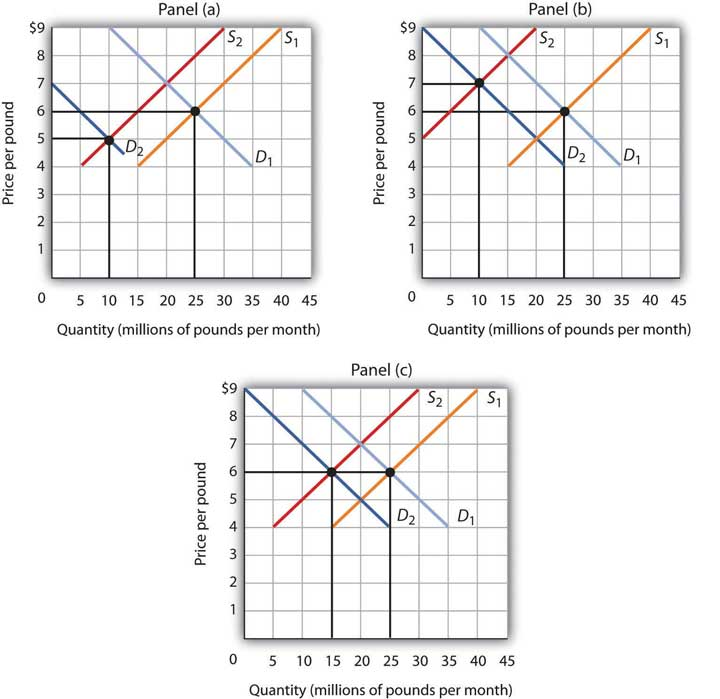 Panel (a)
$9
8
7
6
5
4
3
2
1
0
5 10 15 20 25 30 35 40 45
Price per pound
Quantity (millions of pounds per month)
S2
S1
D2
D1
Panel (b)
$9
8
7
6
5
4
3
2
1
0
5 10 15 20 25 30 35 40 45
Price per pound
Quantity (millions of pounds per month)
S2
S1
D2
D1
Panel (c)
$9
8
7
6
5
4
3
2
1
0
5 10 15 20 25 30 35 40 45
Price per pound
Quantity (millions of pounds per month)
S2
S1
D2
D1